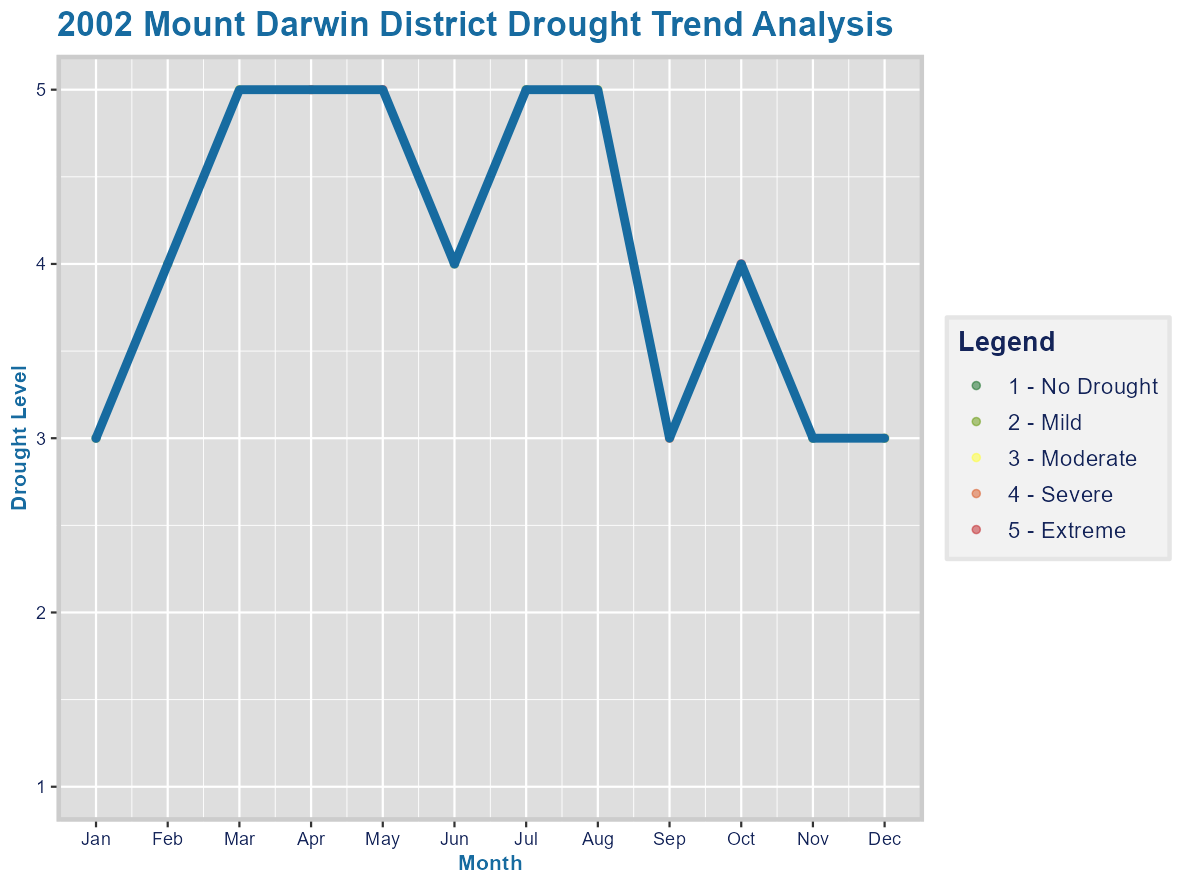 2002 Mount Darwin District Drought Trend Analysis
Drought Level
5
4
3
2
1
Jan Feb Mar Apr May Jun Jul Aug Sep Oct Nov Dec
Month
Legend
1 - No Drought
2 - Mild
3 - Moderate
4 - Severe
5 - Extreme